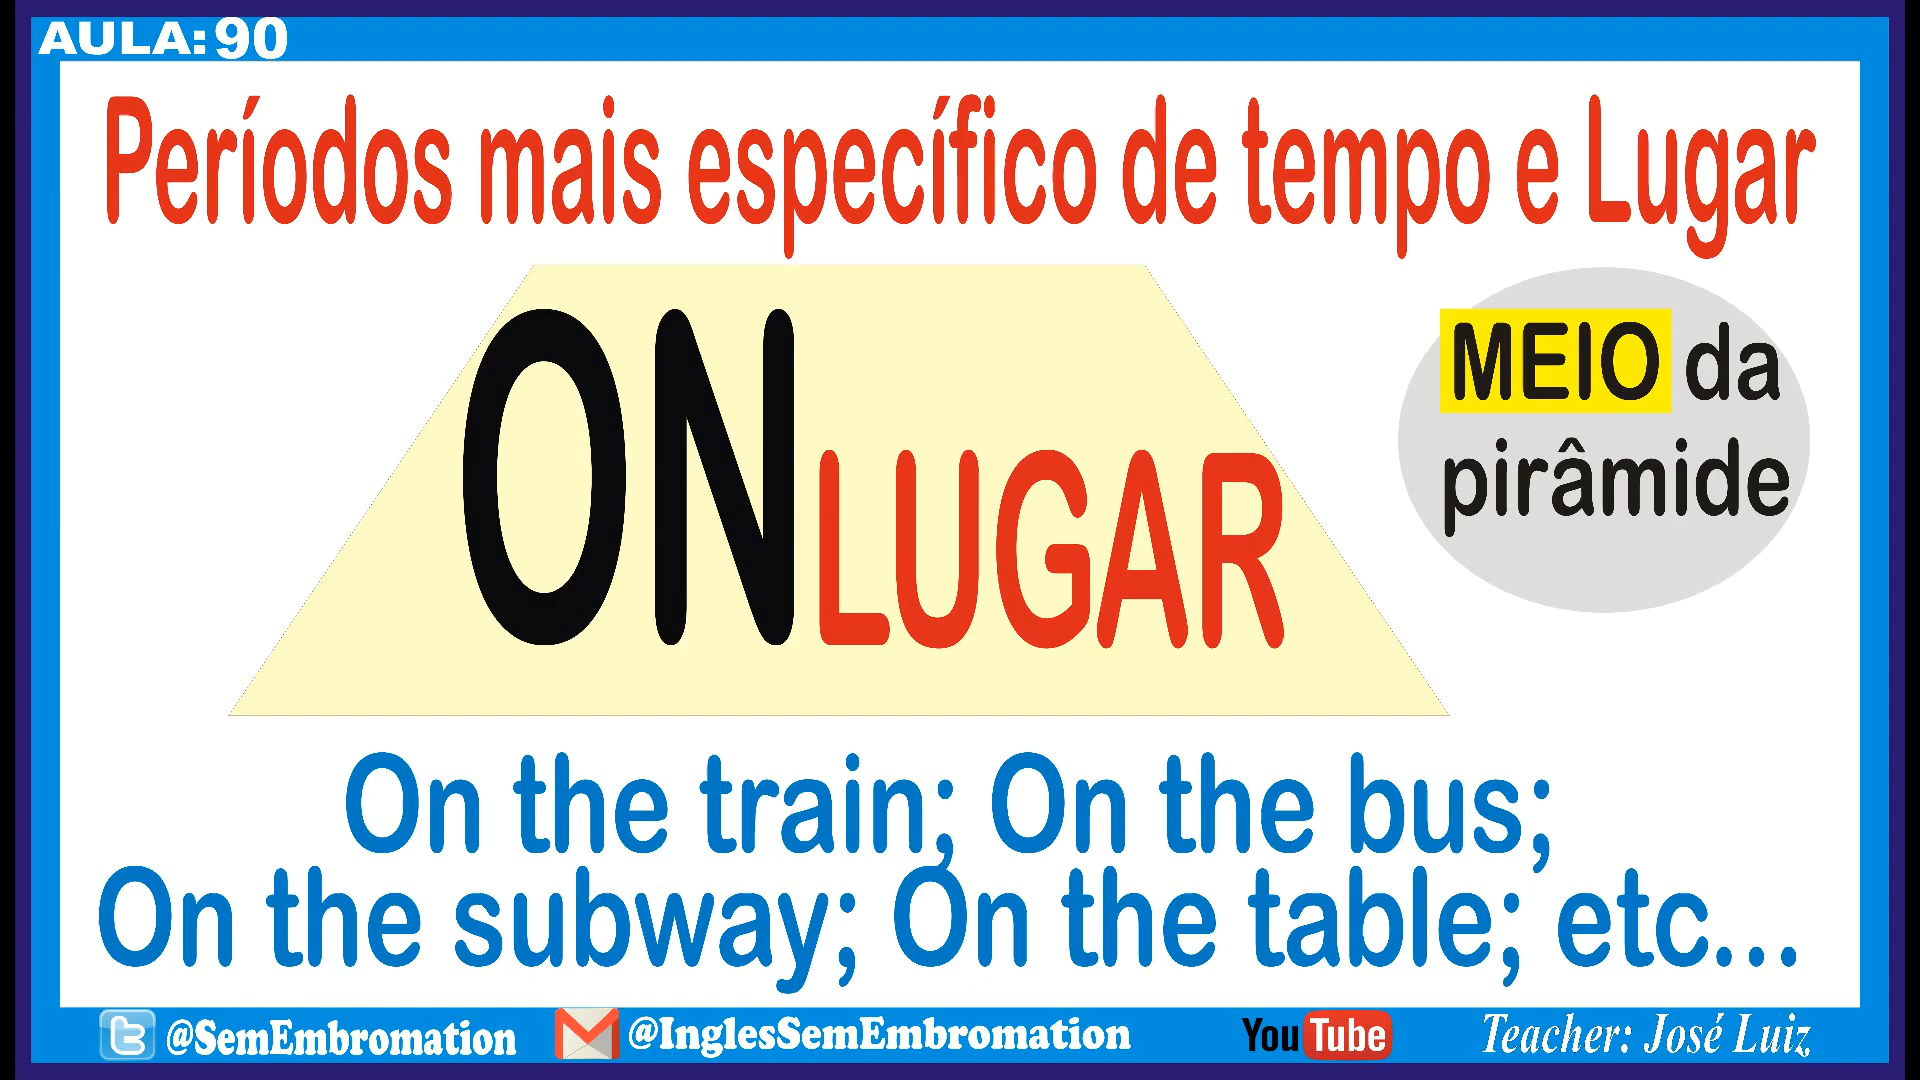 AULA: 90
Períodos mais específico de tempo e Lugar
ON LUGAR
MEIO da
pirâmide
On the train; On the bus;
On the subway; On the table; etc...
@SemEmbromation @InglesSemEmbromation YouTube Teacher: José Luiz